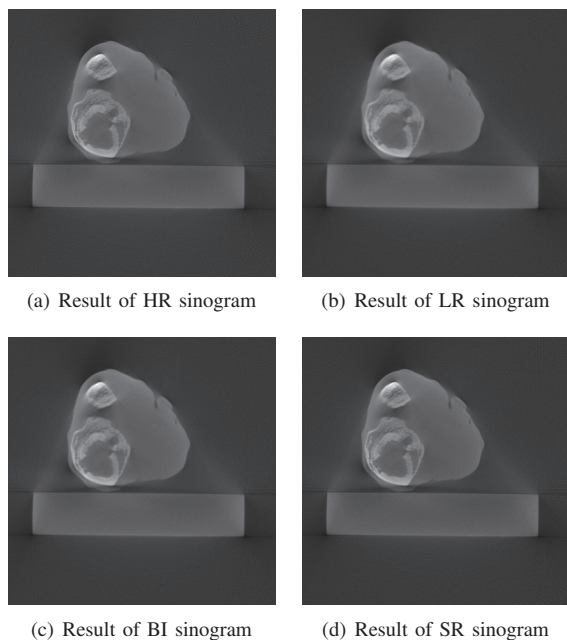 (a) Result of HR sinogram
(b) Result of LR sinogram
(c) Result of BI sinogram
(d) Result of SR sinogram